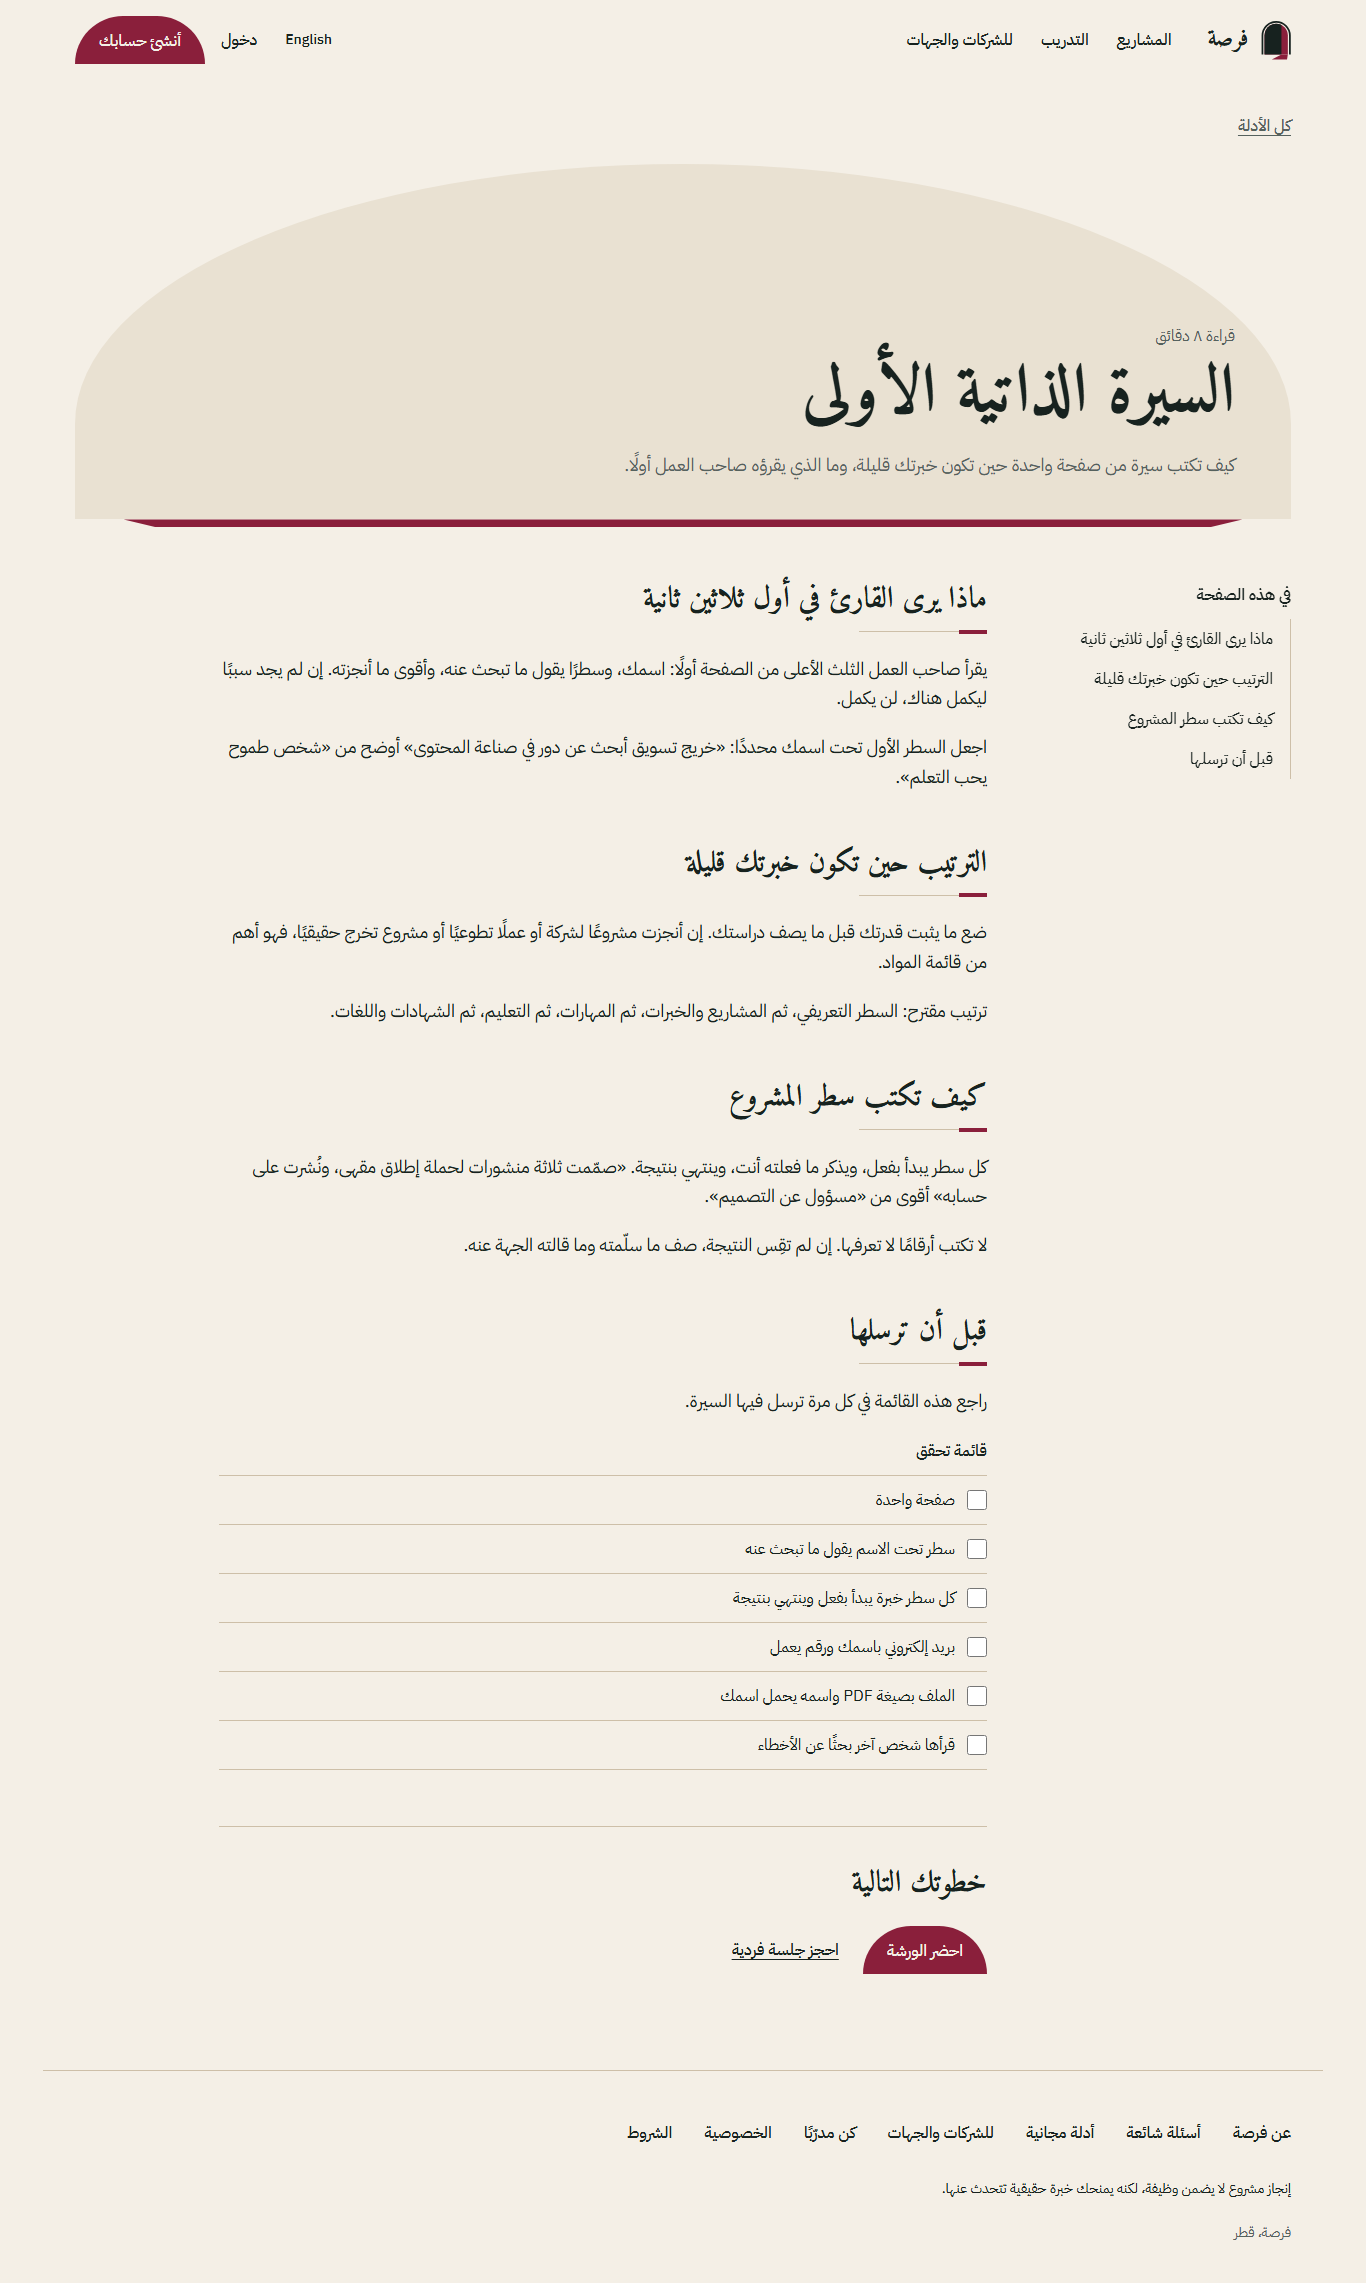 فرصة
المشاريع
التدريب
للشركات والجهات
English
دخول
أنشئ حسابك
كل الأدلة
قراءة ٨ دقائق
السيرة الذاتية الأولى
كيف تكتب سيرة من صفحة واحدة حين تكون خبرتك قليلة، وما الذي يقرؤه صاحب العمل أولًا.
في هذه الصفحة
ماذا يرى القارئ في أول ثلاثين ثانية
الترتيب حين تكون خبرتك قليلة
كيف تكتب سطر المشروع
قبل أن ترسلها
ماذا يرى القارئ في أول ثلاثين ثانية
يقرأ صاحب العمل الثلث الأعلى من الصفحة أولًا: اسمك، وسطرًا يقول ما تبحث عنه، وأقوى ما أنجزته. إن لم يجد سببًا
ليكمل هناك، لن يكمل.
اجعل السطر الأول تحت اسمك محددًا: «خريج تسويق أبحث عن دور في صناعة المحتوى» أوضح من «شخص طموح
يحب التعلم».
الترتيب حين تكون خبرتك قليلة
ضع ما يثبت قدرتك قبل ما يصف دراستك. إن أنجزت مشروعًا لشركة أو عملًا تطوعيًا أو مشروع تخرج حقيقيًا، فهو أهم
من قائمة المواد.
ترتيب مقترح: السطر التعريفي، ثم المشاريع والخبرات، ثم المهارات، ثم التعليم، ثم الشهادات واللغات.
كيف تكتب سطر المشروع
كل سطر يبدأ بفعل، ويذكر ما فعلته أنت، وينتهي بنتيجة. «صمّمت ثلاثة منشورات لحملة إطلاق مقهى، ونُشرت على
حسابه» أقوى من «مسؤول عن التصميم».
لا تكتب أرقامًا لا تعرفها. إن لم تقِس النتيجة، صف ما سلّمته وما قالته الجهة عنه.
قبل أن ترسلها
راجع هذه القائمة في كل مرة ترسل فيها السيرة.
قائمة تحقق
صفحة واحدة
سطر تحت الاسم يقول ما تبحث عنه
كل سطر خبرة يبدأ بفعل وينتهي بنتيجة
بريد إلكتروني باسمك ورقم يعمل
الملف بصيغة PDF واسمه يحمل اسمك
قرأها شخص آخر بحثًا عن الأخطاء
خطوتك التالية
احضر الورشة
احجز جلسة فردية
عن فرصة
أسئلة شائعة
أدلة مجانية
للشركات والجهات
كن مدرّبًا
الخصوصية
الشروط
إنجاز مشروع لا يضمن وظيفة، لكنه يمنحك خبرة حقيقية تتحدث عنها.
فرصة، قطر